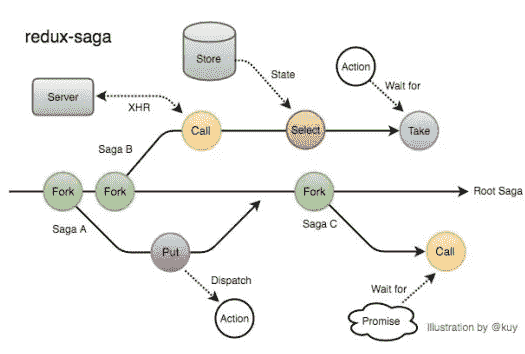 redux-saga
Store
Action
State
Server
XHR
Wait for
Call
Select
Take
Saga B
Fork
Fork
Fork
Root Saga
Saga A
Saga C
Put
Call
Dispatch
Wait for
Action
Promise
Illustration by @kuy